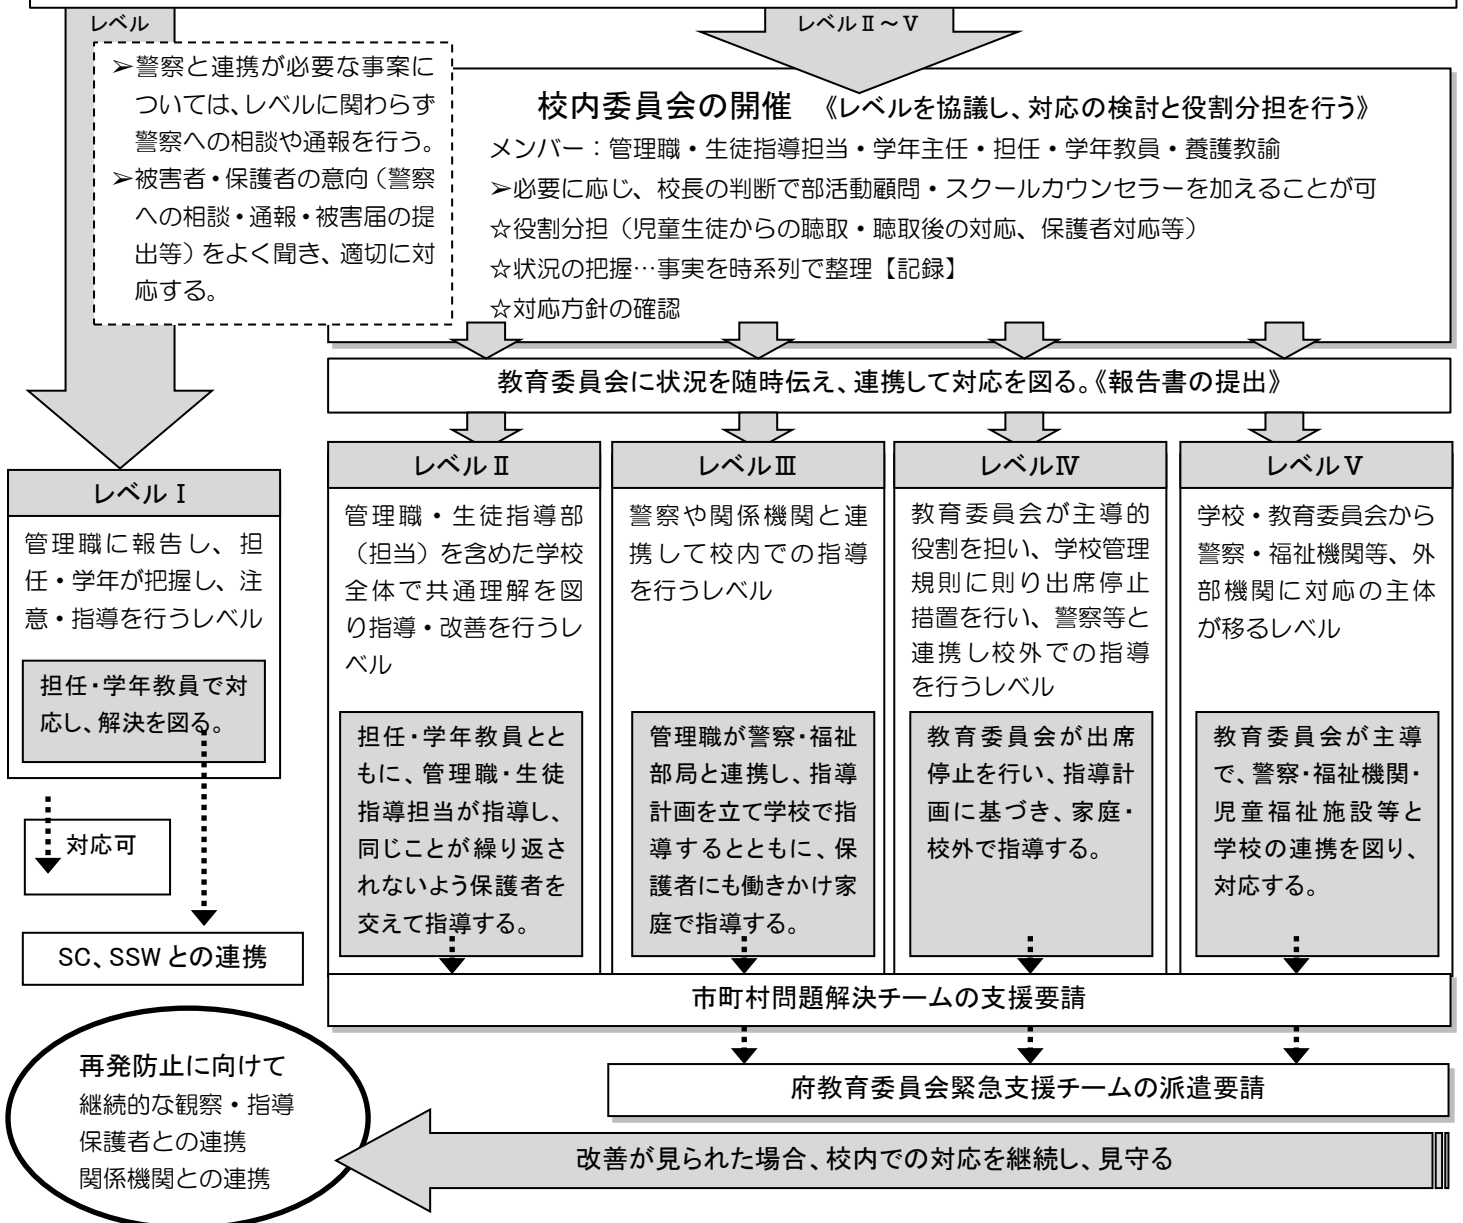 レベル
レベルⅡ～Ⅴ
➢警察と連携が必要な事案に
ついては、レベルに関わらず
警察への相談や通報を行う。
➢被害者・保護者の意向（警察
への相談・通報・被害届の提
出等）をよく聞き、適切に対
応する。
校内委員会の開催　《レベルを協議し、対応の検討と役割分担を行う》
メンバー：管理職・生徒指導担当・学年主任・担任・学年教員・養護教諭
➢必要に応じ、校長の判断で部活動顧問・スクールカウンセラーを加えることが可
☆役割分担（児童生徒からの聴取・聴取後の対応、保護者対応等）
☆状況の把握…事実を時系列で整理【記録】
☆対応方針の確認
教育委員会に状況を随時伝え、連携して対応を図る。《報告書の提出》
レベルⅠ
管理職に報告し、担
任・学年が把握し、注
意・指導を行うレベル
担任・学年教員で対
応し、解決を図る。
対応可
SC、SSWとの連携
レベルⅡ
管理職・生徒指導部
（担当）を含めた学校
全体で共通理解を図
り指導・改善を行うレ
ベル
担任・学年教員とと
もに、管理職・生徒
指導担当が指導し、
同じことが繰り返さ
れないよう保護者を
交えて指導する。
レベルⅢ
警察や関係機関と連
携して校内での指導
を行うレベル
管理職が警察・福祉
部局と連携し、指導
計画を立て学校で指
導するとともに、保
護者にも働きかけ家
庭で指導する。
レベルⅣ
教育委員会が主導的
役割を担い、学校管理
規則に則り出席停止
措置を行い、警察等と
連携し校外での指導
を行うレベル
教育委員会が出席
停止を行い、指導計
画に基づき、家庭・
校外で指導する。
レベルⅤ
学校・教育委員会から
警察・福祉機関等、外
部機関に対応の主体
が移るレベル
教育委員会が主導
で、警察・福祉機関・
児童福祉施設等と
学校の連携を図り、
対応する。
市町村問題解決チームの支援要請
府教育委員会緊急支援チームの派遣要請
再発防止に向けて
継続的な観察・指導
保護者との連携
関係機関との連携
改善が見られた場合、校内での対応を継続し、見守る